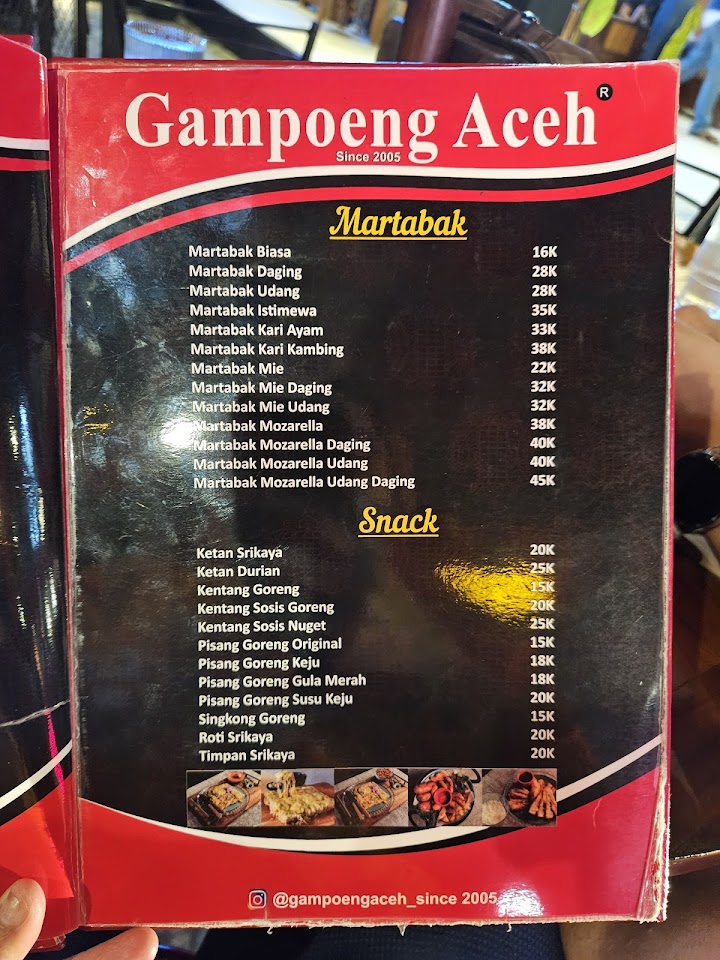 Gampoeng Aceh ®
Since 2005
Martabak
Martabak Biasa 16K
Martabak Daging 28K
Martabak Udang 28K
Martabak Istimewa 35K
Martabak Kari Ayam 33K
Martabak Kari Kambing 38K
Martabak Mie 22K
Martabak Mie Daging 32K
Martabak Mie Udang 32K
Martabak Mozarella 38K
Martabak Mozarella Daging 40K
Martabak Mozarella Udang 40K
Martabak Mozarella Udang Daging 45K
Snack
Ketan Srikaya 20K
Ketan Durian 25K
Kentang Goreng 15K
Kentang Sosis Goreng 20K
Kentang Sosis Nuget 25K
Pisang Goreng Original 15K
Pisang Goreng Keju 18K
Pisang Goreng Gula Merah 18K
Pisang Goreng Susu Keju 20K
Singkong Goreng 15K
Roti Srikaya 20K
Timpan Srikaya 20K
@gampoengaceh_since 2005